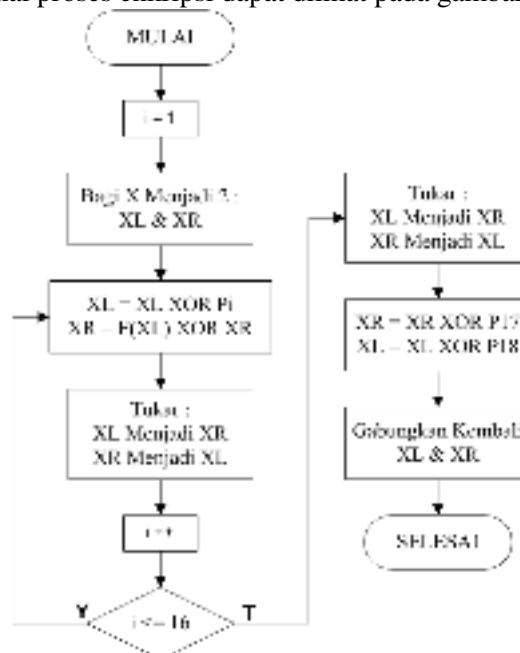 proses enkripsi dapat dilihat pada gambar
MULAI
i = 1
Bagi X Menjadi 2 :
XL & XR
XL = XL XOR Pi
XR = F(XL) XOR XR
Tukar :
XL Menjadi XR
XR Menjadi XL
i++
i <= 16
Y
T
Tukar :
XL Menjadi XR
XR Menjadi XL
XR = XR XOR P17
XL = XL XOR P18
Gabungkan Kembali
XL & XR
SELESAI